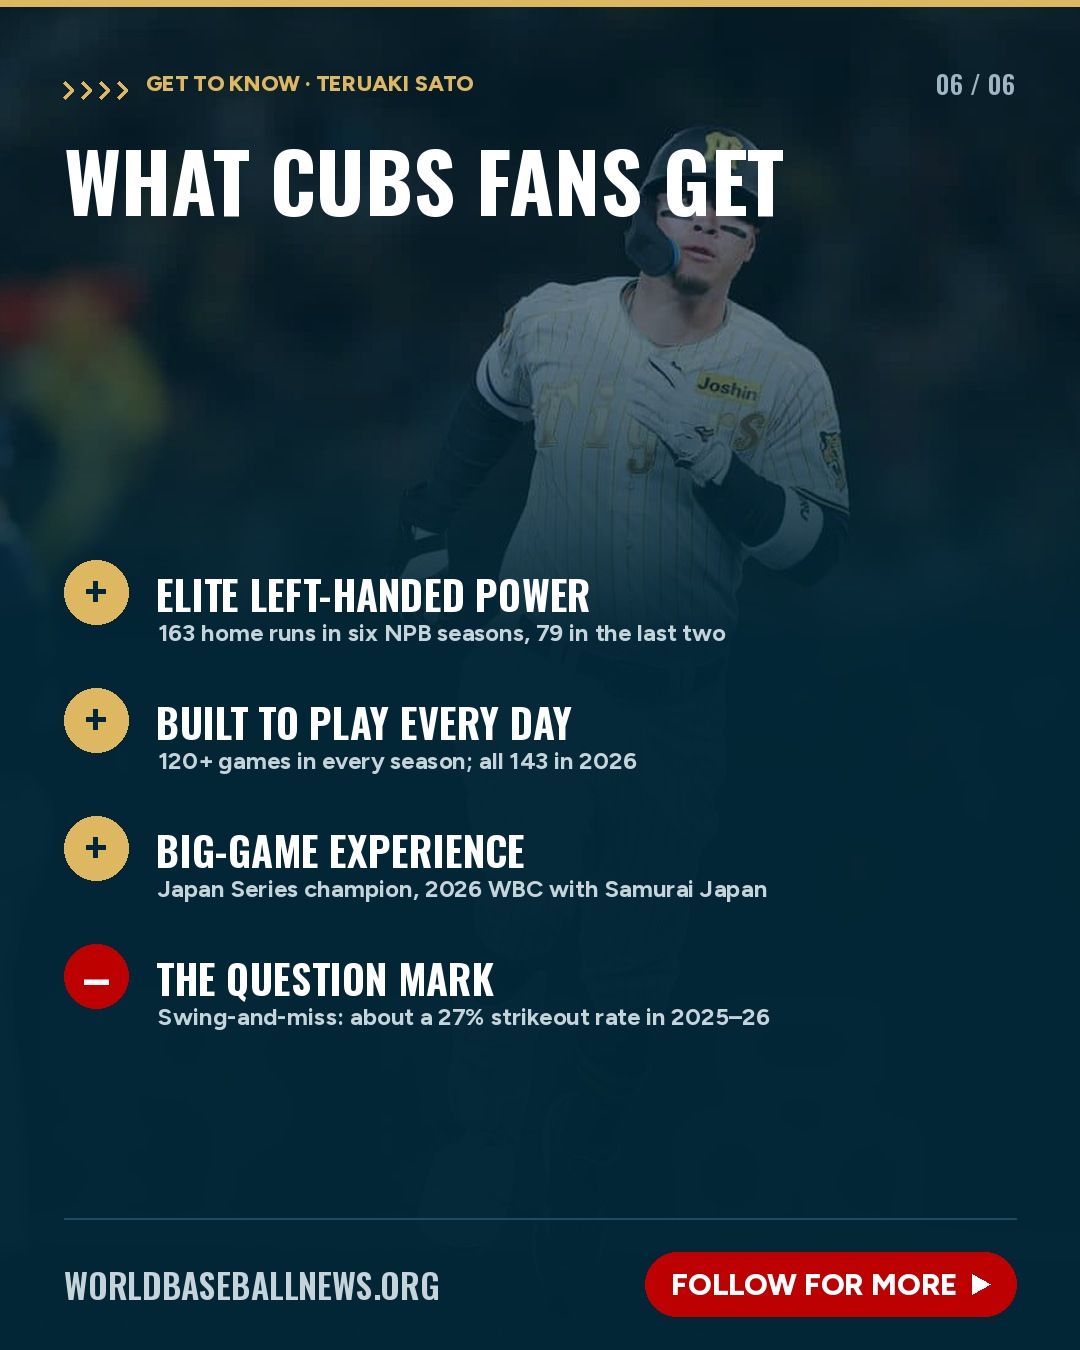 GET TO KNOW · TERUAKI SATO
06 / 06
WHAT CUBS FANS GET
Joshin
Tigers
+ ELITE LEFT-HANDED POWER
163 home runs in six NPB seasons, 79 in the last two
+ BUILT TO PLAY EVERY DAY
120+ games in every season; all 143 in 2026
+ BIG-GAME EXPERIENCE
Japan Series champion, 2026 WBC with Samurai Japan
– THE QUESTION MARK
Swing-and-miss: about a 27% strikeout rate in 2025–26
WORLDBASEBALLNEWS.ORG
FOLLOW FOR MORE ▶